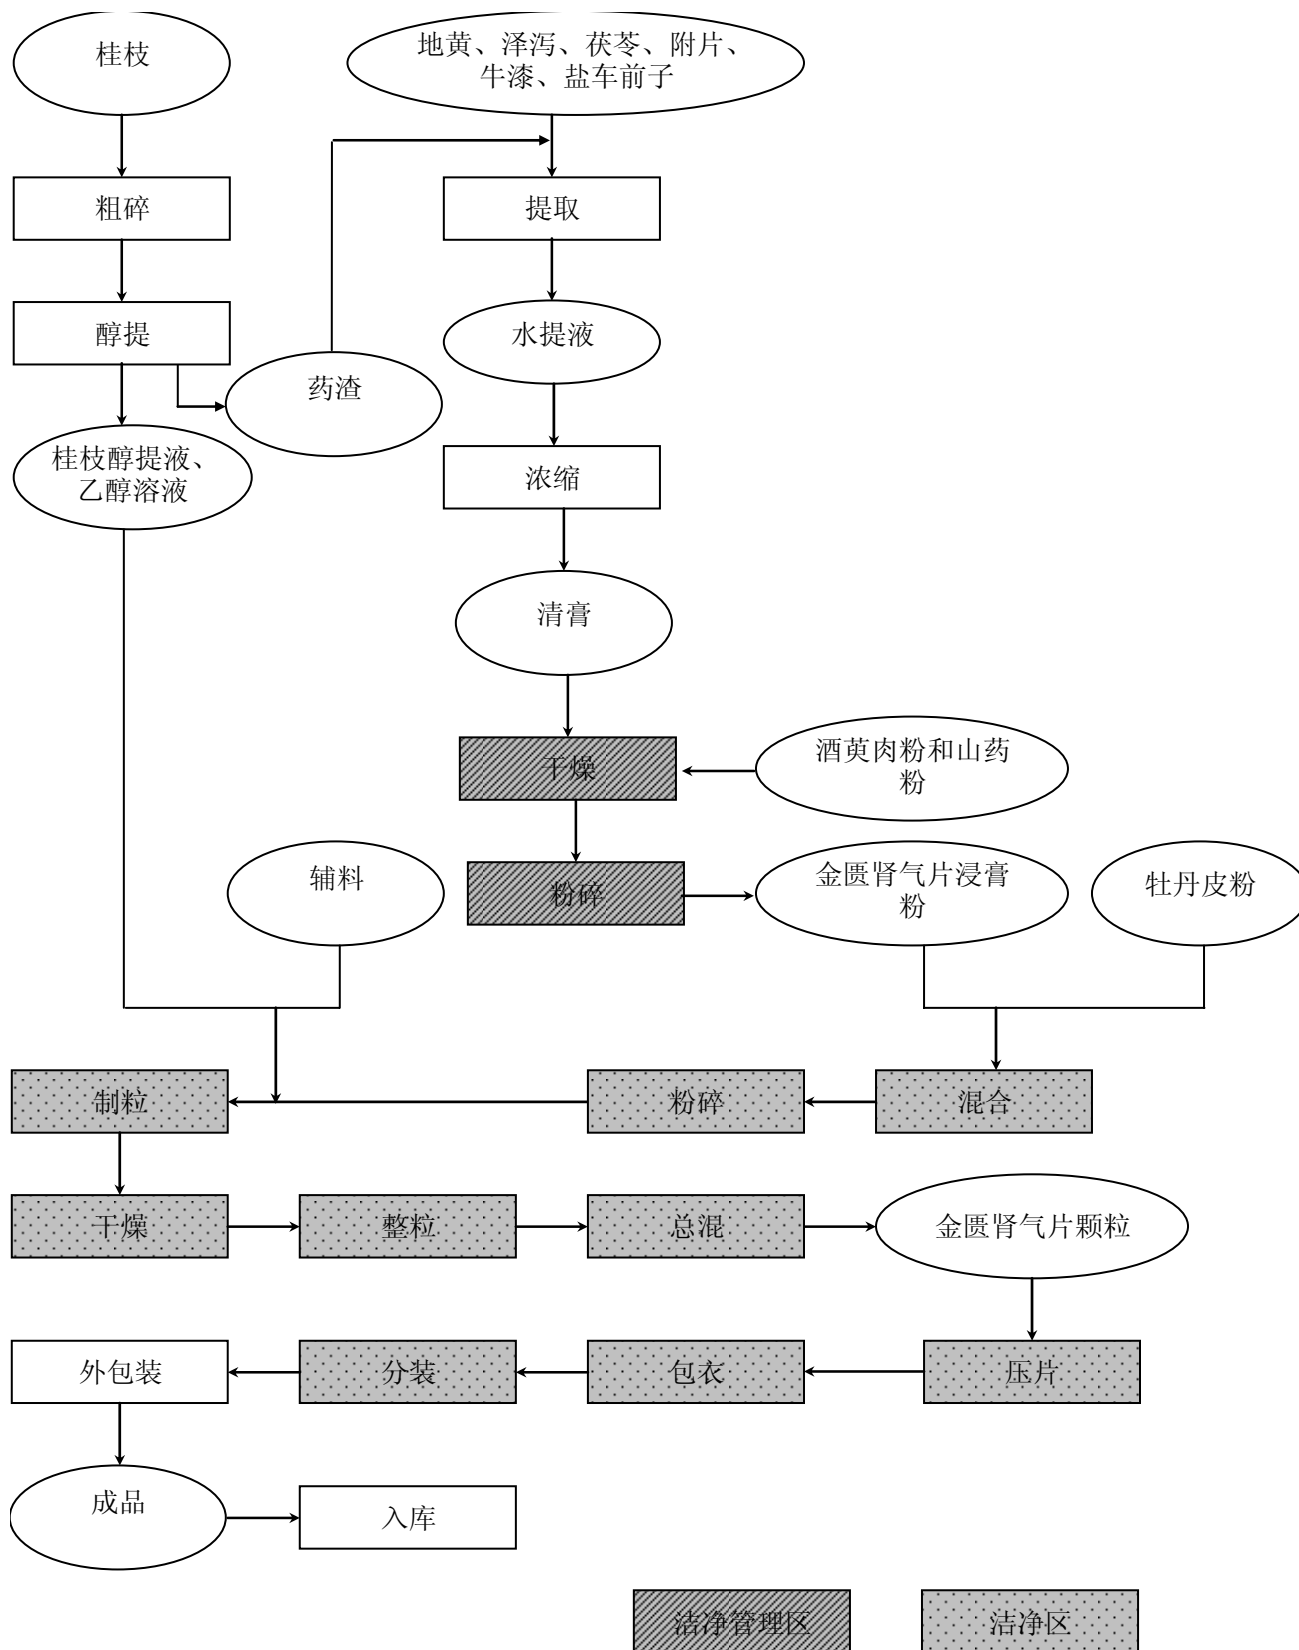 桂枝
地黄、泽泻、茯苓、附片、
牛漆、盐车前子
粗碎
提取
醇提
水提液
药渣
桂枝醇提液、
乙醇溶液
浓缩
清膏
干燥
酒萸肉粉和山药
粉
辅料
粉碎
金匮肾气片浸膏
粉
牡丹皮粉
制粒
粉碎
混合
干燥
整粒
总混
金匮肾气片颗粒
外包装
分装
包衣
压片
成品
入库
洁净管理区
洁净区